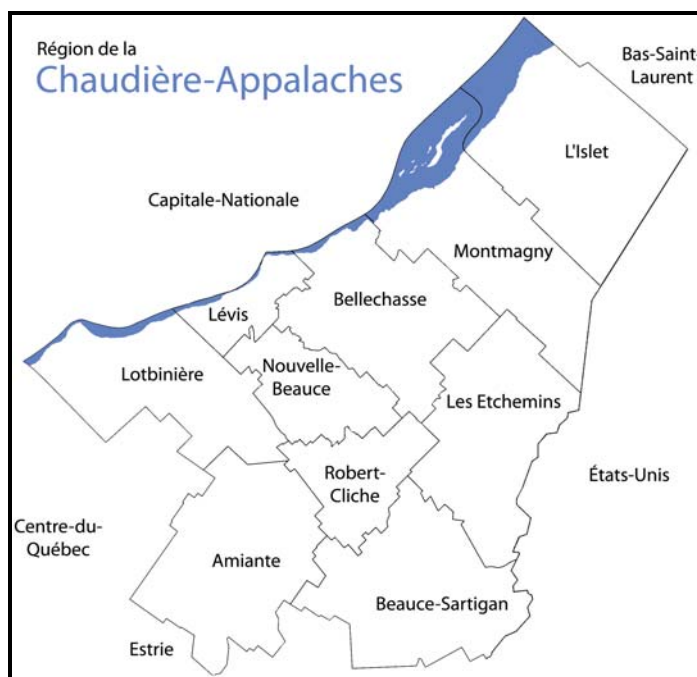 Région de la
Chaudière-Appalaches
Bas-Saint-
Laurent
L'Islet
Capitale-Nationale
Montmagny
Bellechasse
Lévis
Lotbinière
Nouvelle-
Beauce
Les Etchemins
Robert-
Cliche
États-Unis
Centre-du-
Québec
Amiante
Beauce-Sartigan
Estrie